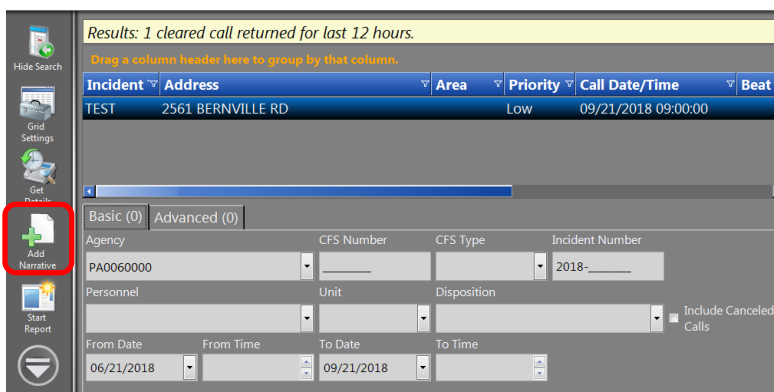 Results: 1 cleared call returned for last 12 hours.
Hide Search
Drag a column header here to group by that column.
Incident Address Area Priority Call Date/Time Beat
TEST 2561 BERNVILLE RD Low 09/21/2018 09:00:00
Grid
Settings
Get
Details
Add
Narrative
Start
Report
Basic (0) Advanced (0)
Agency CFS Number CFS Type Incident Number
PA0060000 _______ 2018-_______
Personnel Unit Disposition
Include Canceled
Calls
From Date From Time To Date To Time
06/21/2018 09/21/2018